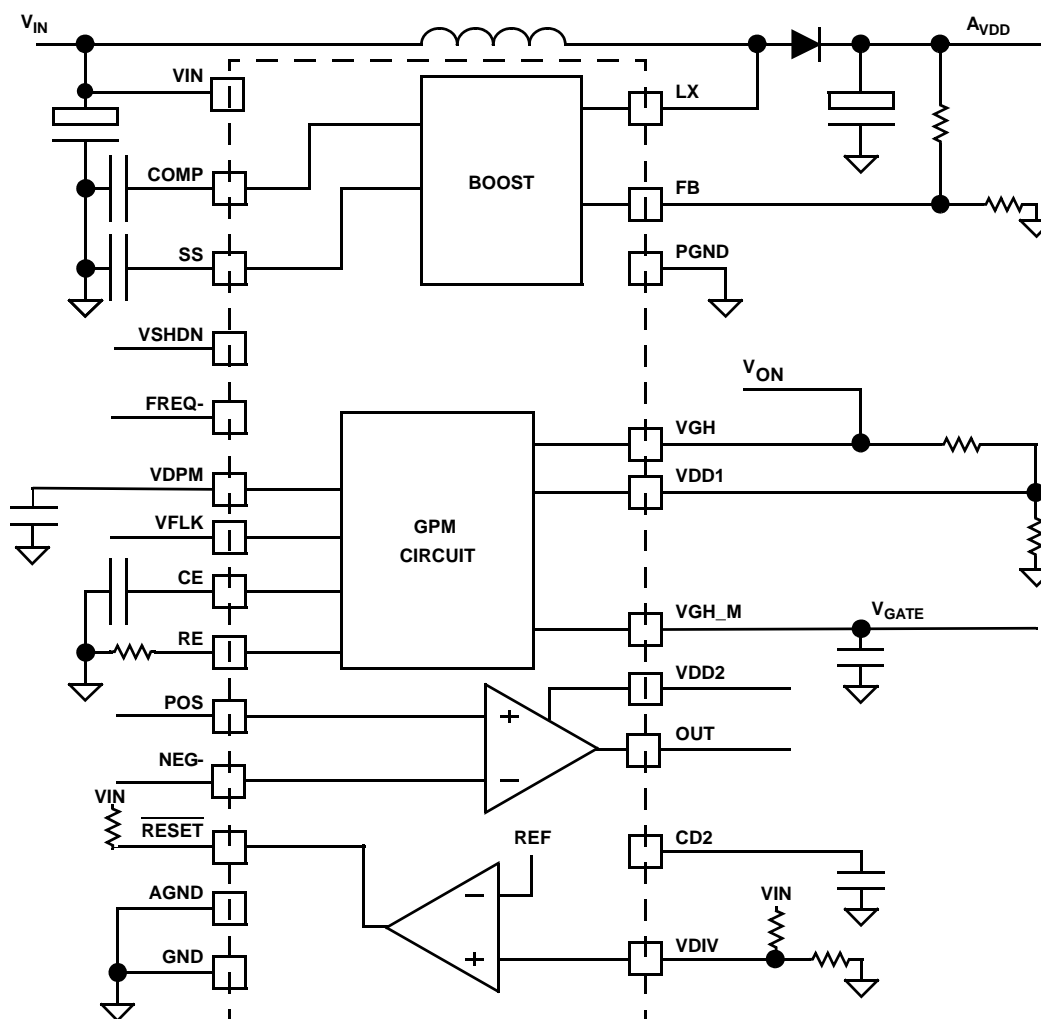 VIN
AVDD
VIN
LX
COMP
BOOST
FB
SS
PGND
VSHDN
VON
FREQ-
VGH
VDPM
VDD1
VFLK
GPM
CIRCUIT
CE
VGH_M
VGATE
RE
VDD2
POS
+
OUT
−
NEG-
VIN
RESET
REF
CD2
AGND
−
VIN
GND
+
VDIV